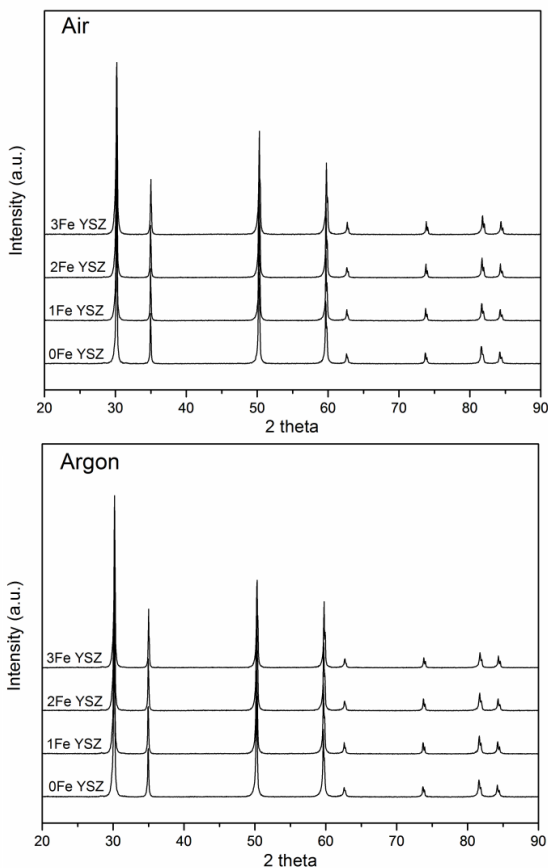 Air
Intensity (a.u.)
3Fe YSZ
2Fe YSZ
1Fe YSZ
0Fe YSZ
20 30 40 50 60 70 80 90
2 theta
Argon
Intensity (a.u.)
3Fe YSZ
2Fe YSZ
1Fe YSZ
0Fe YSZ
20 30 40 50 60 70 80 90
2 theta